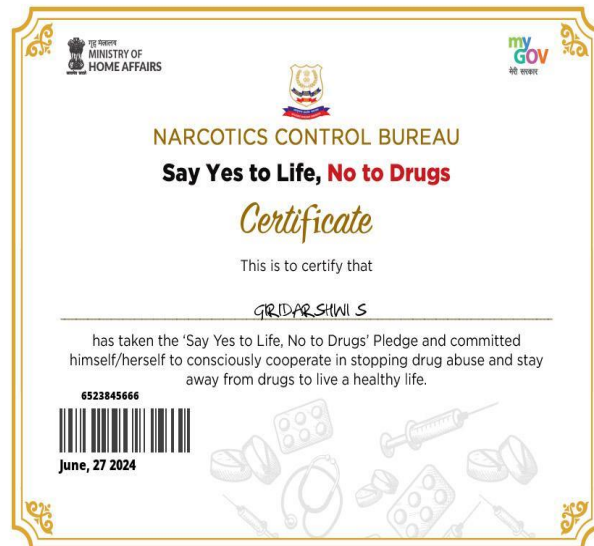 गृह मंत्रालय
MINISTRY OF
HOME AFFAIRS
my
GOV
मेरी सरकार
NARCOTICS CONTROL BUREAU
Say Yes to Life, No to Drugs
Certificate
This is to certify that
GIRIDARSHWI S
has taken the 'Say Yes to Life, No to Drugs' Pledge and committed
himself/herself to consciously cooperate in stopping drug abuse and stay
away from drugs to live a healthy life.
6523845666
June, 27 2024